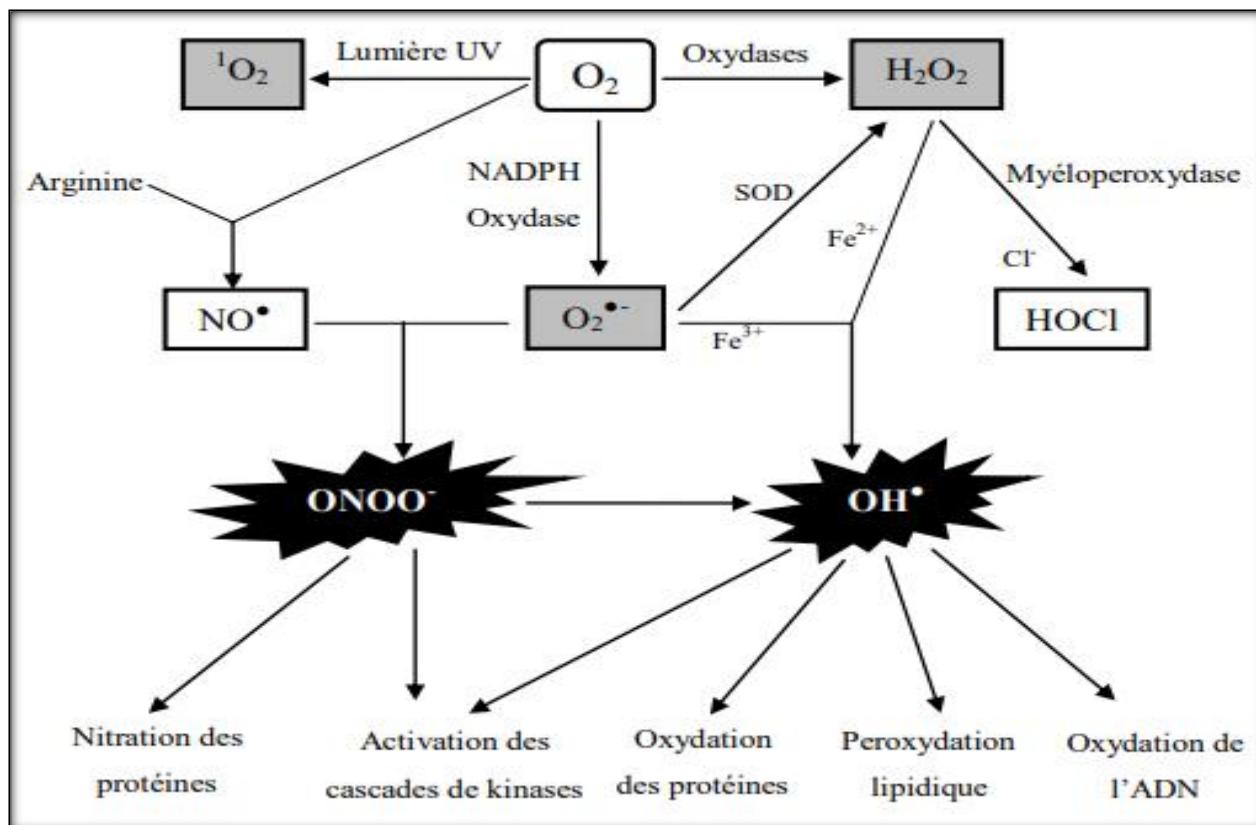 ¹O₂
Lumière UV
O₂
Oxydases
H₂O₂
Arginine
NADPH
Oxydase
SOD
Fe²⁺
Myéloperoxydase
Cl⁻
NO•
O₂•⁻
Fe³⁺
HOCl
ONOO⁻
OH•
Nitration des
protéines
Activation des
cascades de kinases
Oxydation
des protéines
Peroxydation
lipidique
Oxydation de
l'ADN